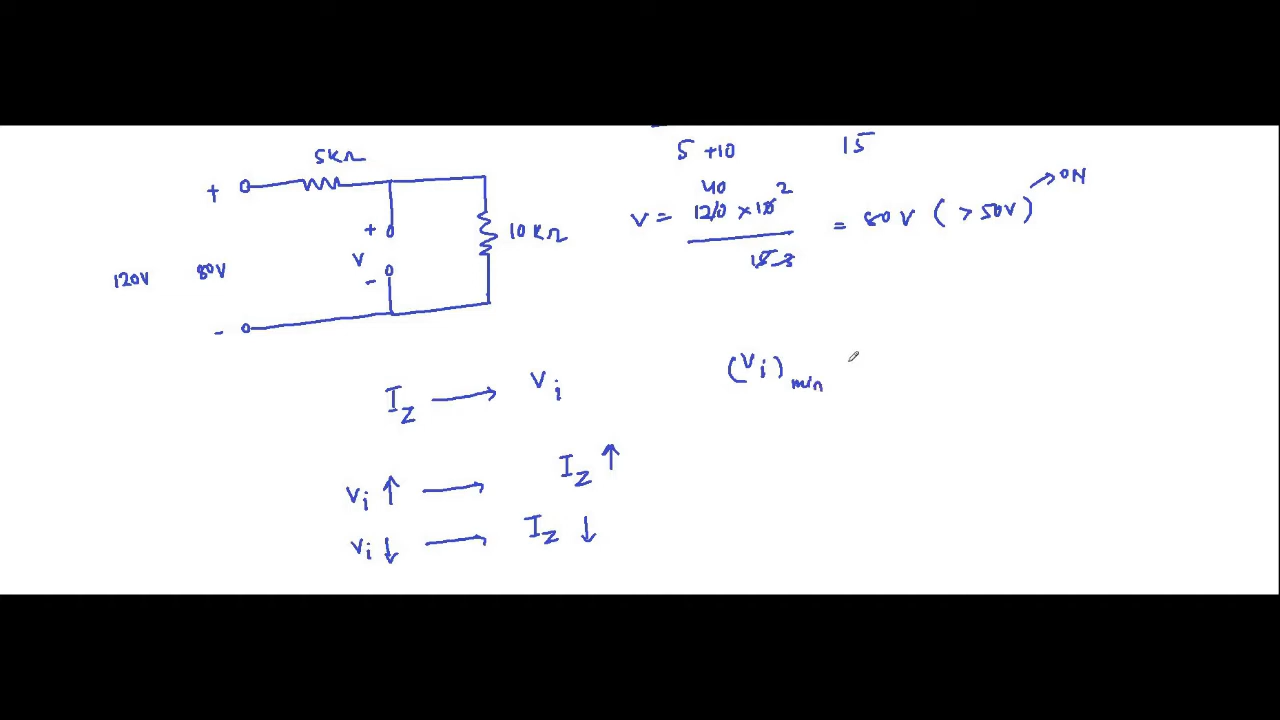 5 +10 15
5KΩ
40 2
V = 120 × 10 = 80 V ( > 50V ) → ON
15 3
+
+
10 KΩ
V
120V 80V
-
-
(Vi)min
IZ → Vi
Vi ↑ → IZ ↑
Vi ↓ → IZ ↓